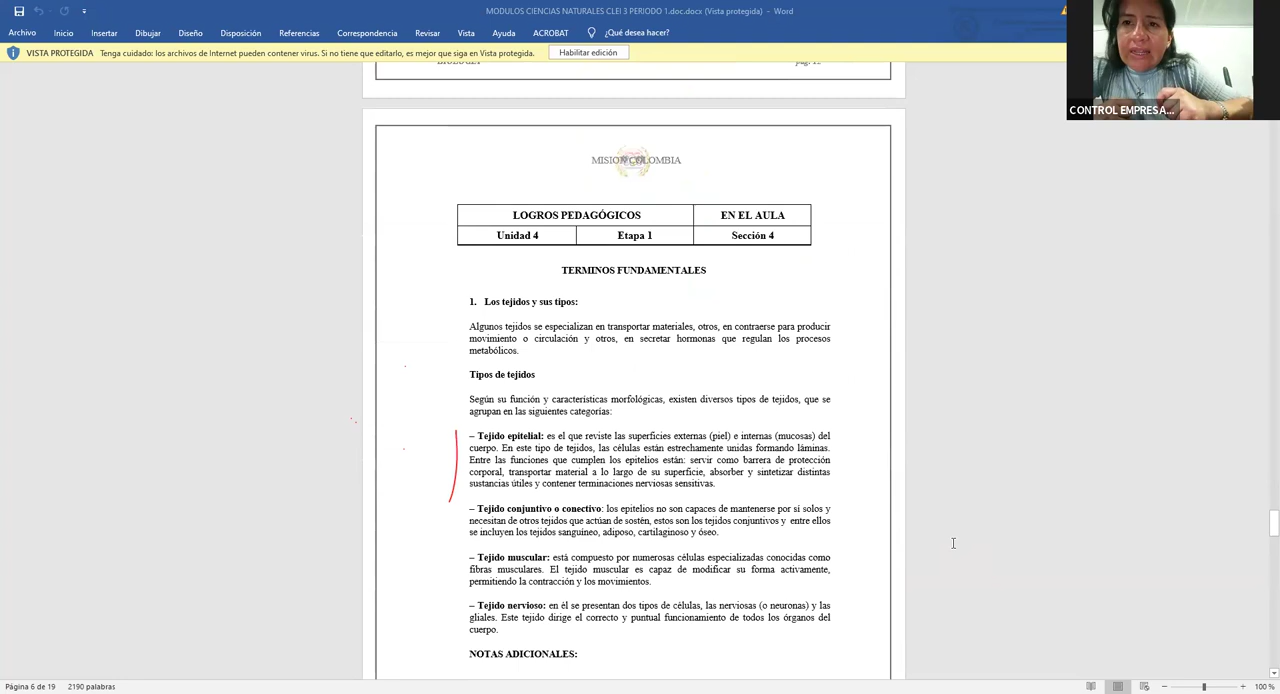 MODULOS CIENCIAS NATURALES CLEI 3 PERIODO 1.doc.docx (Vista protegida) - Word
Archivo Inicio Insertar Dibujar Diseño Disposición Referencias Correspondencia Revisar Vista Ayuda ACROBAT ¿Qué desea hacer?
VISTA PROTEGIDA Tenga cuidado: los archivos de Internet pueden contener virus. Si no tiene que editarlo, es mejor que siga en Vista protegida. Habilitar edición
CONTROL EMPRESA...
MISION COLOMBIA
LOGROS PEDAGÓGICOS EN EL AULA
Unidad 4 Etapa 1 Sección 4
TERMINOS FUNDAMENTALES
1. Los tejidos y sus tipos:
Algunos tejidos se especializan en transportar materiales, otros, en contraerse para producir
movimiento o circulación y otros, en secretar hormonas que regulan los procesos
metabólicos.
Tipos de tejidos
Según su función y características morfológicas, existen diversos tipos de tejidos, que se
agrupan en las siguientes categorías:
– Tejido epitelial: es el que reviste las superficies externas (piel) e internas (mucosas) del
cuerpo. En este tipo de tejidos, las células están estrechamente unidas formando láminas.
Entre las funciones que cumplen los epitelios están: servir como barrera de protección
corporal, transportar material a lo largo de su superficie, absorber y sintetizar distintas
sustancias útiles y contener terminaciones nerviosas sensitivas.
– Tejido conjuntivo o conectivo: los epitelios no son capaces de mantenerse por sí solos y
necesitan de otros tejidos que actúan de sostén, estos son los tejidos conjuntivos y entre ellos
se incluyen los tejidos sanguíneo, adiposo, cartilaginoso y óseo.
– Tejido muscular: está compuesto por numerosas células especializadas conocidas como
fibras musculares. El tejido muscular es capaz de modificar su forma activamente,
permitiendo la contracción y los movimientos.
– Tejido nervioso: en él se presentan dos tipos de células, las nerviosas (o neuronas) y las
gliales. Este tejido dirige el correcto y puntual funcionamiento de todos los órganos del
cuerpo.
NOTAS ADICIONALES:
Página 6 de 19 2190 palabras 100 %